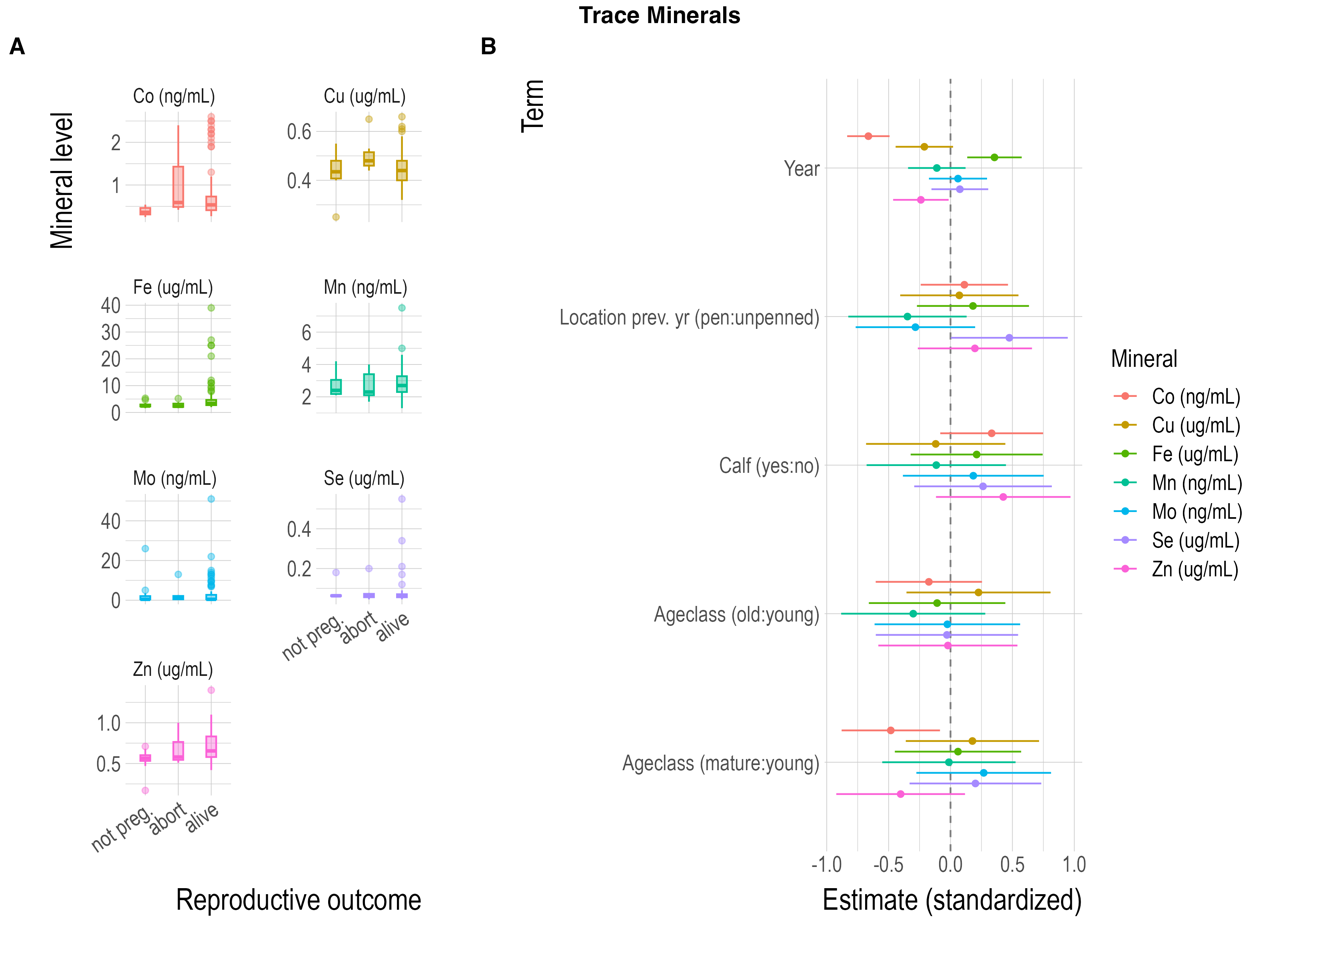 Trace Minerals
A
B
Mineral level
Co (ng/mL)
2
1
Cu (ug/mL)
0.6
0.4
Fe (ug/mL)
40
30
20
10
0
Mn (ng/mL)
6
4
2
Mo (ng/mL)
40
20
0
Se (ug/mL)
0.4
0.2
not preg.
abort
alive
Zn (ug/mL)
1.0
0.5
not preg.
abort
alive
Reproductive outcome
Term
Year
Location prev. yr (pen:unpenned)
Calf (yes:no)
Ageclass (old:young)
Ageclass (mature:young)
-1.0 -0.5 0.0 0.5 1.0
Estimate (standardized)
Mineral
Co (ng/mL)
Cu (ug/mL)
Fe (ug/mL)
Mn (ng/mL)
Mo (ng/mL)
Se (ug/mL)
Zn (ug/mL)